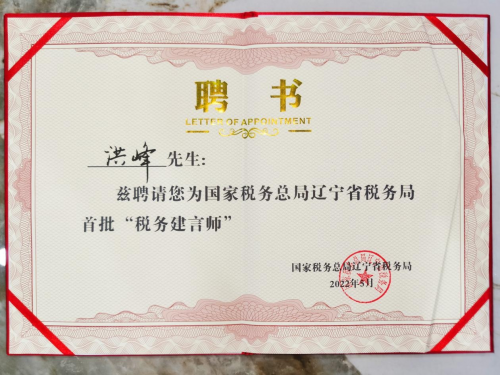 聘书
LETTER OF APPOINTMENT
洪峰先生：
兹聘请您为国家税务总局辽宁省税务局
首批“税务建言师”
国家税务总局辽宁省税务局
2022年5月